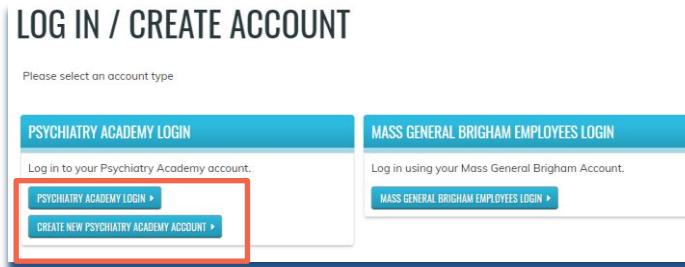 LOG IN / CREATE ACCOUNT
Please select an account type
PSYCHIATRY ACADEMY LOGIN
Log in to your Psychiatry Academy account.
PSYCHIATRY ACADEMY LOGIN
CREATE NEW PSYCHIATRY ACADEMY ACCOUNT
MASS GENERAL BRIGHAM EMPLOYEES LOGIN
Log in using your Mass General Brigham Account.
MASS GENERAL BRIGHAM EMPLOYEES LOGIN